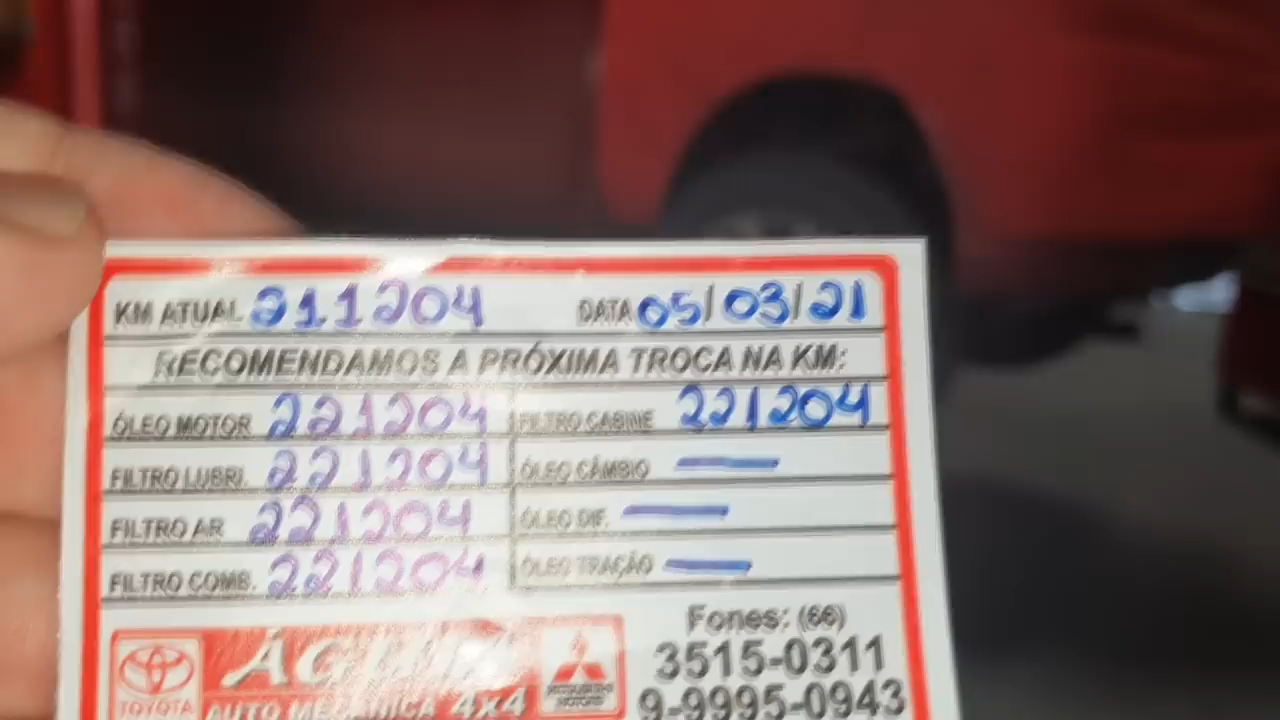 KM ATUAL 211204 DATA 05/03/21
RECOMENDAMOS A PRÓXIMA TROCA NA KM:
ÓLEO MOTOR 221204 FILTRO CABINE 221204
FILTRO LUBRI. 221204 ÓLEO CÂMBIO —
FILTRO AR 221204 ÓLEO DIF. —
FILTRO COMB. 221204 ÓLEO TRAÇÃO —
Fones: (66)
3515-0311
9-9995-0943
TOYOTA
AUTO MECÂNICA 4x4
MITSUBISHI
MOTORS